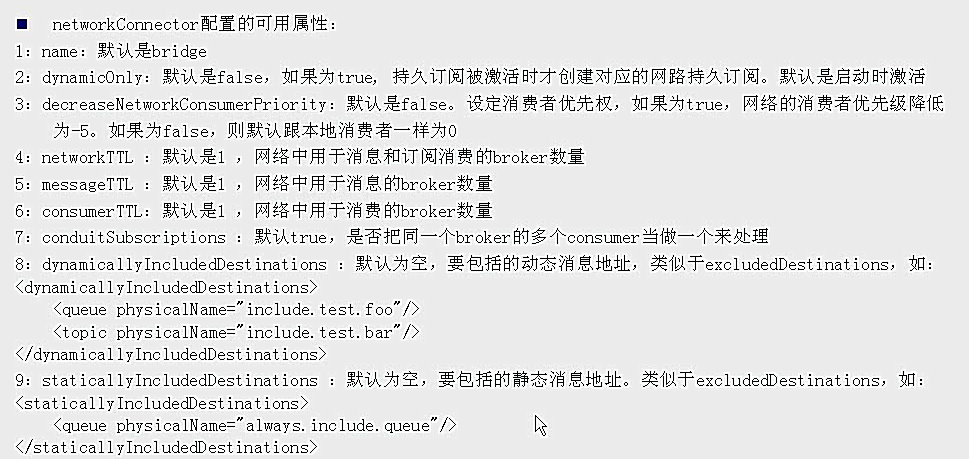 ■ networkConnector配置的可用属性：
1：name：默认是bridge
2：dynamicOnly：默认是false，如果为true, 持久订阅被激活时才创建对应的网路持久订阅。默认是启动时激活
3：decreaseNetworkConsumerPriority：默认是false。设定消费者优先权，如果为true，网络的消费者优先级降低
为-5。如果为false，则默认跟本地消费者一样为0
4：networkTTL ：默认是1 ，网络中用于消息和订阅消费的broker数量
5：messageTTL ：默认是1 ，网络中用于消息的broker数量
6：consumerTTL：默认是1 ，网络中用于消费的broker数量
7：conduitSubscriptions ：默认true，是否把同一个broker的多个consumer当做一个来处理
8：dynamicallyIncludedDestinations ：默认为空，要包括的动态消息地址，类似于excludedDestinations，如：
<dynamicallyIncludedDestinations>
<queue physicalName="include.test.foo"/>
<topic physicalName="include.test.bar"/>
</dynamicallyIncludedDestinations>
9：staticallyIncludedDestinations ：默认为空，要包括的静态消息地址。类似于excludedDestinations，如：
<staticallyIncludedDestinations>
<queue physicalName="always.include.queue"/>
</staticallyIncludedDestinations>